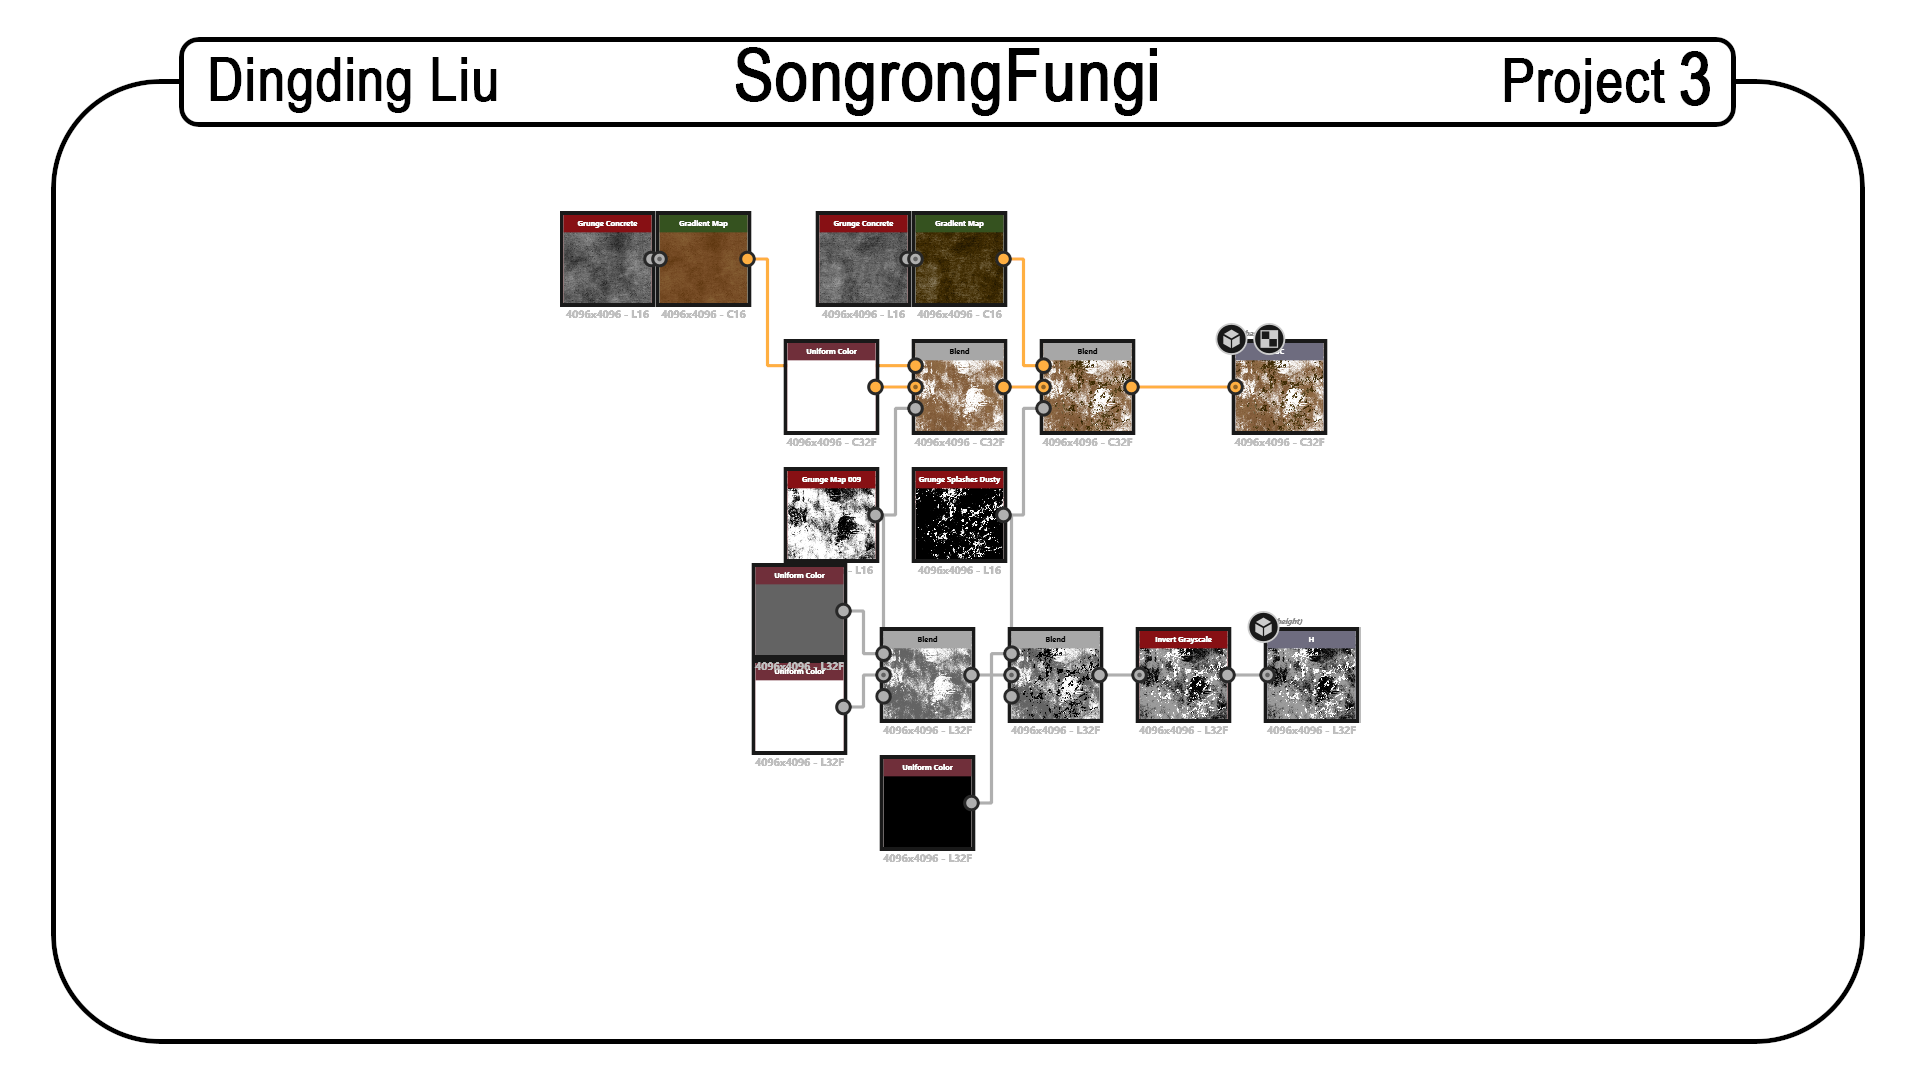 Dingding Liu SongrongFungi Project 3
Grunge Concrete Gradient Map Grunge Concrete Gradient Map
4096x4096 - L16 4096x4096 - C16 4096x4096 - L16 4096x4096 - C16
Uniform Color Blend Blend
4096x4096 - C32F 4096x4096 - C32F 4096x4096 - C32F 4096x4096 - C32F
Grunge Map 009 Grunge Splashes Dusty
- L16 4096x4096 - L16
Uniform Color
4096x4096 - L32F
Uniform Color
4096x4096 - L32F
Blend Blend Invert Grayscale H
4096x4096 - L32F 4096x4096 - L32F 4096x4096 - L32F 4096x4096 - L32F
Uniform Color
4096x4096 - L32F